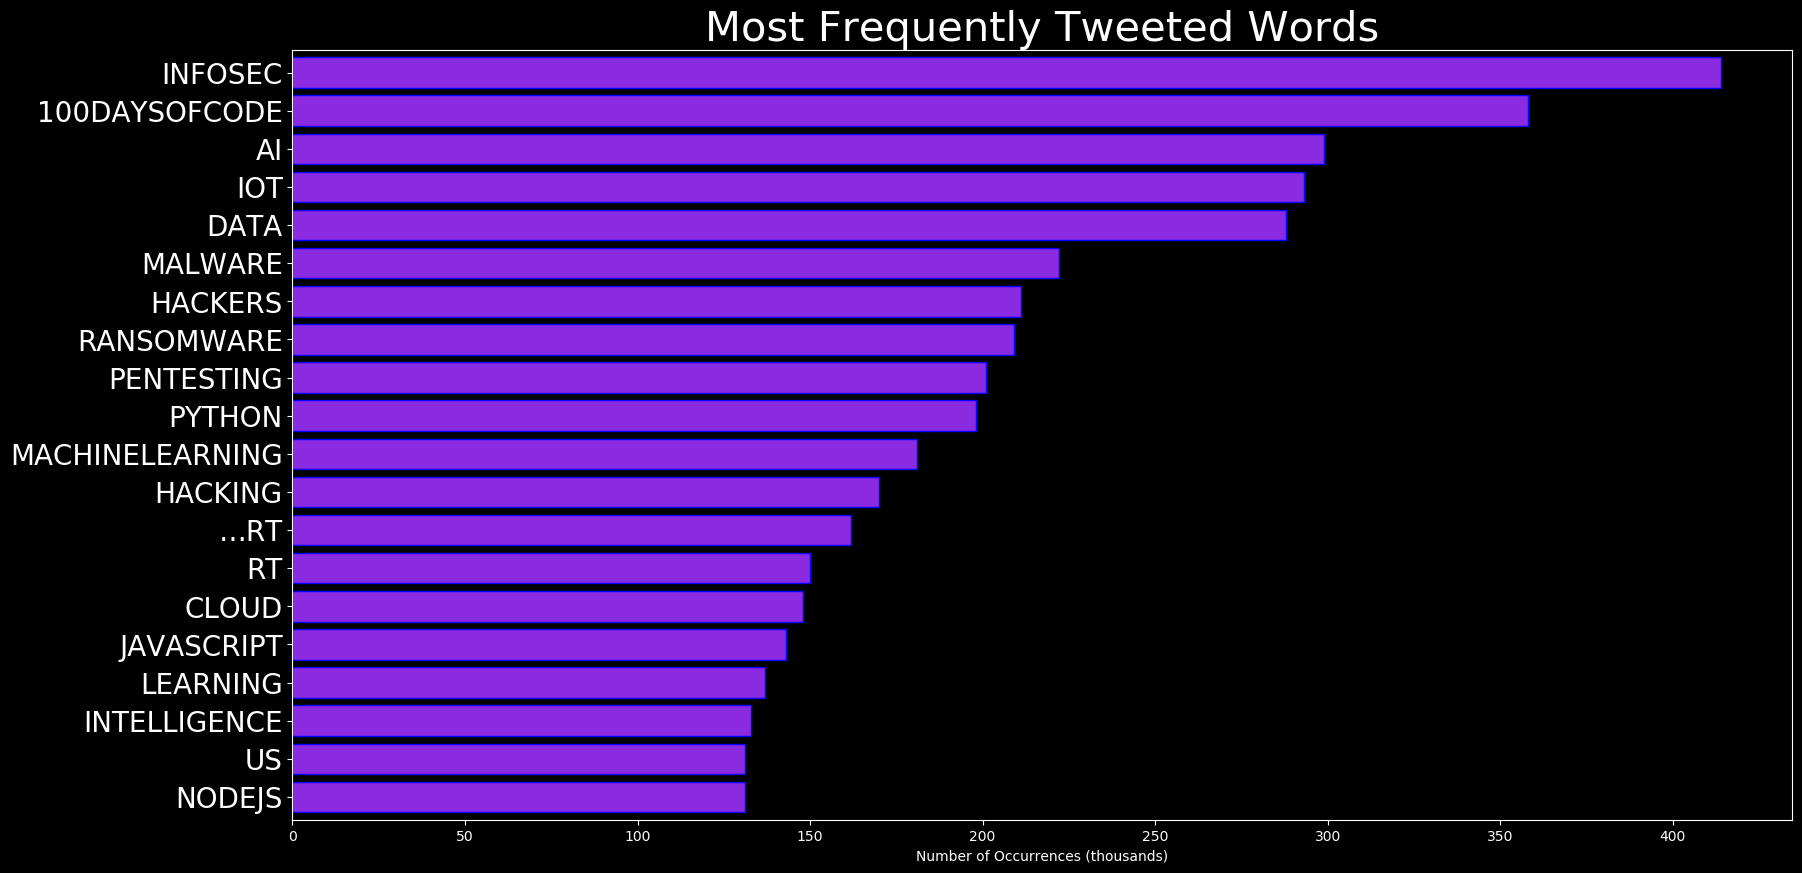 Most Frequently Tweeted Words
INFOSEC
100DAYSOFCODE
AI
IOT
DATA
MALWARE
HACKERS
RANSOMWARE
PENTESTING
PYTHON
MACHINELEARNING
HACKING
…RT
RT
CLOUD
JAVASCRIPT
LEARNING
INTELLIGENCE
US
NODEJS
0 50 100 150 200 250 300 350 400
Number of Occurrences (thousands)